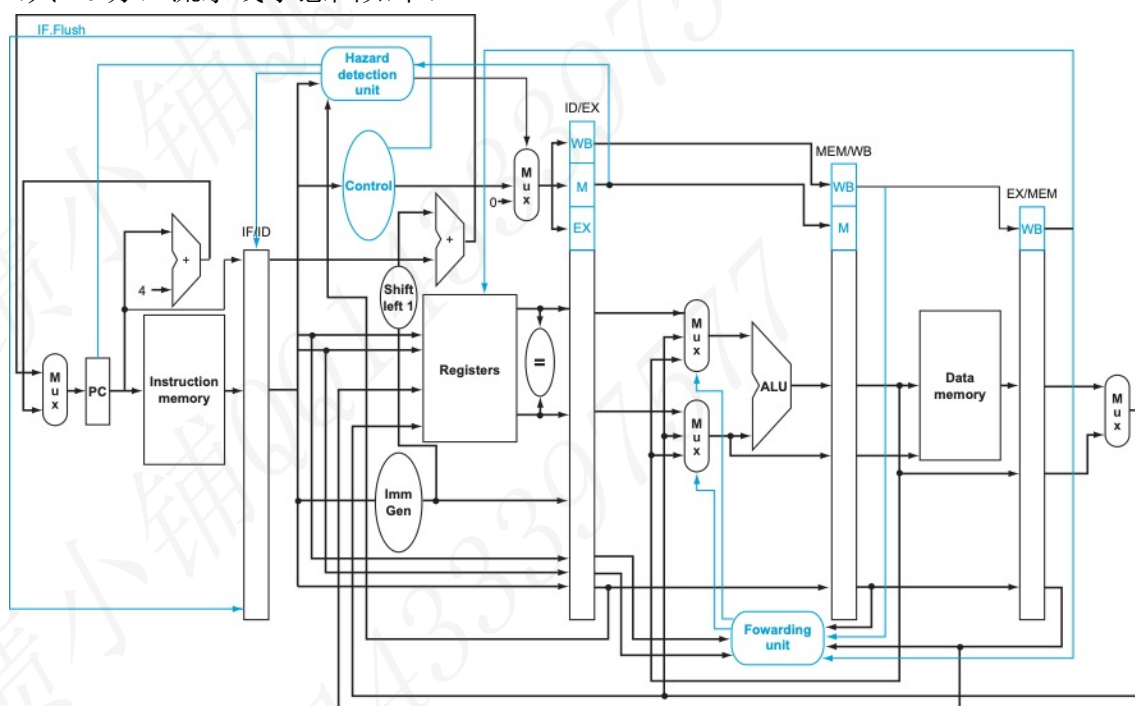 IF.Flush
Hazard
detection
unit
ID/EX
WB
MEM/WB
Control
M
u
x
M
WB
EX/MEM
0
EX
M
WB
IF/ID
+
+
4
Shift
left 1
M
u
x
PC
Instruction
memory
Registers
=
M
u
x
M
u
x
ALU
Data
memory
M
u
x
Imm
Gen
Fowarding
unit